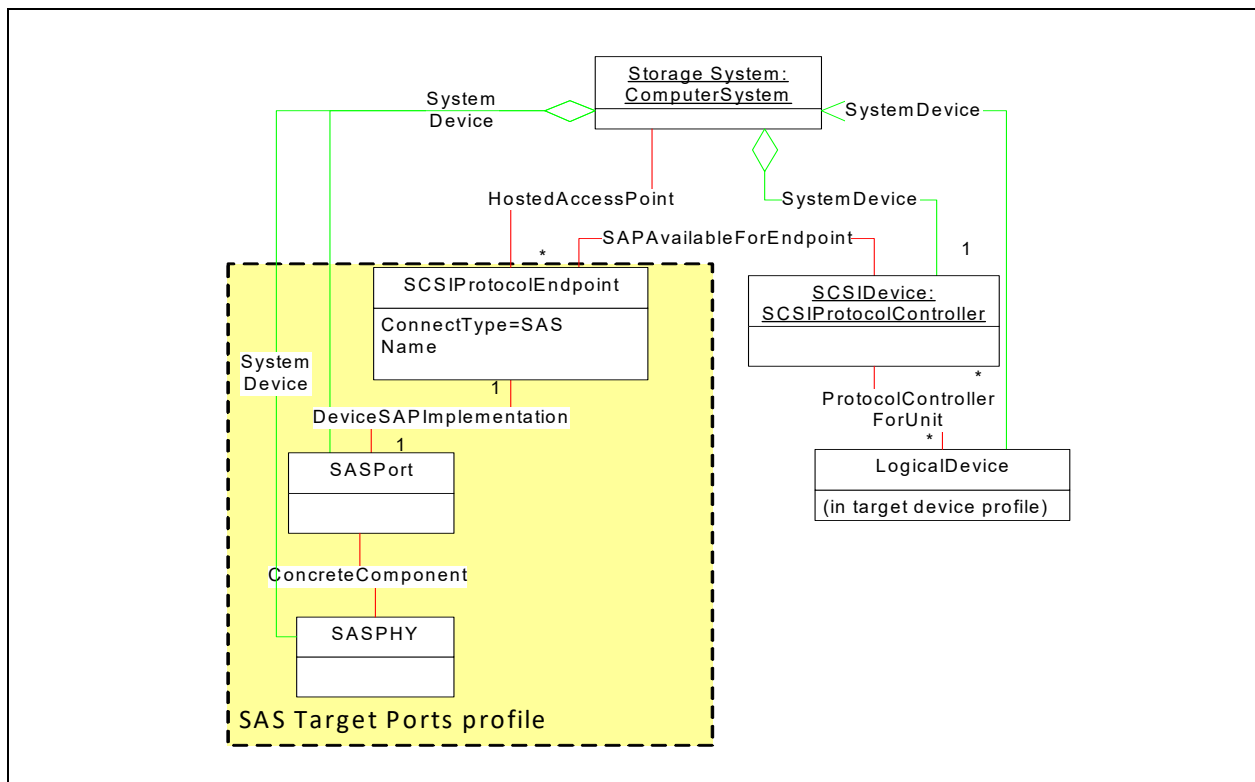 Storage System:
ComputerSystem
System
Device
SystemDevice
HostedAccessPoint
SystemDevice
SAPAvailableForEndpoint
*
1
SCSIProtocolEndpoint
ConnectType=SAS
Name
SCSIDevice:
SCSIProtocolController
System
Device
1
*
DeviceSAPImplementation
ProtocolController
ForUnit
1
*
SASPort
LogicalDevice
(in target device profile)
ConcreteComponent
SASPHY
SAS Target Ports profile